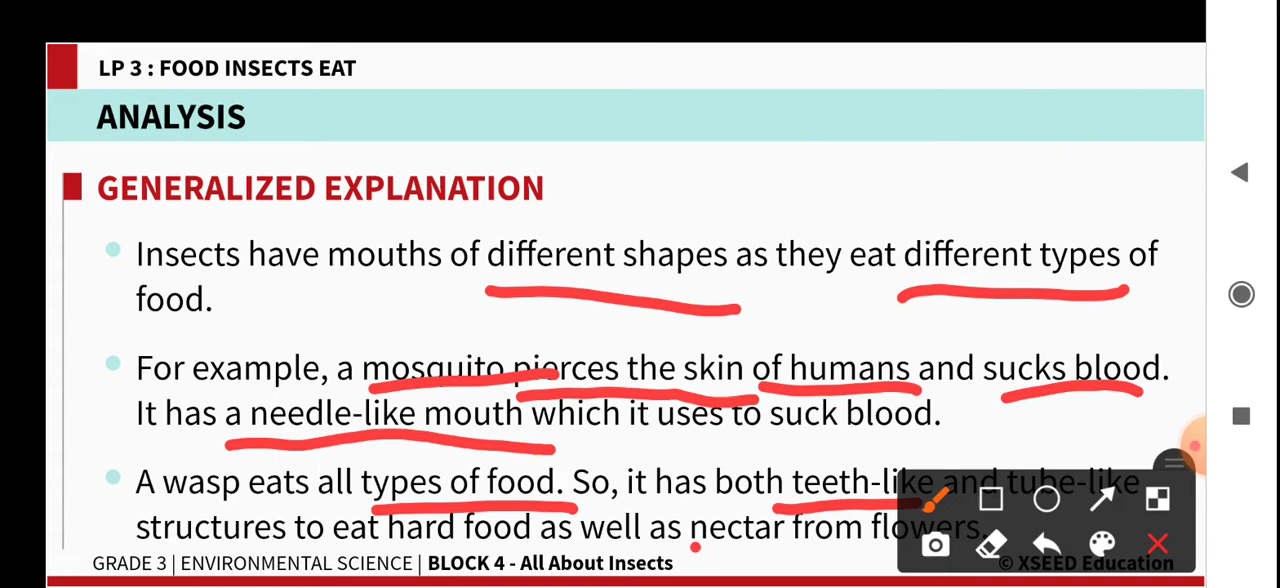 LP 3 : FOOD INSECTS EAT
ANALYSIS
GENERALIZED EXPLANATION
Insects have mouths of different shapes as they eat different types of
food.
For example, a mosquito pierces the skin of humans and sucks blood.
It has a needle-like mouth which it uses to suck blood.
A wasp eats all types of food. So, it has both teeth-like and tube-like
structures to eat hard food as well as nectar from flowers.
GRADE 3 | ENVIRONMENTAL SCIENCE | BLOCK 4 - All About Insects
© XSEED Education